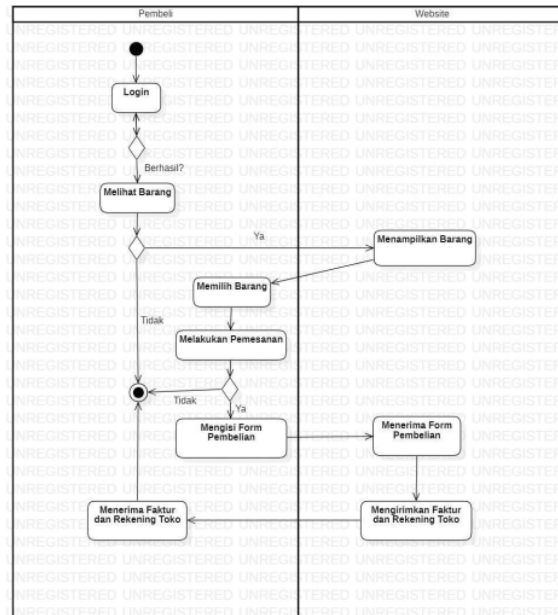 Pembeli
Website
Login
Berhasil?
Melihat Barang
Ya
Menampilkan Barang
Memilih Barang
Tidak
Melakukan Pemesanan
Tidak
Ya
Mengisi Form
Pembelian
Menerima Form
Pembelian
Menerima Faktur
dan Rekening Toko
Mengirimkan Faktur
dan Rekening Toko
UNREGISTERED